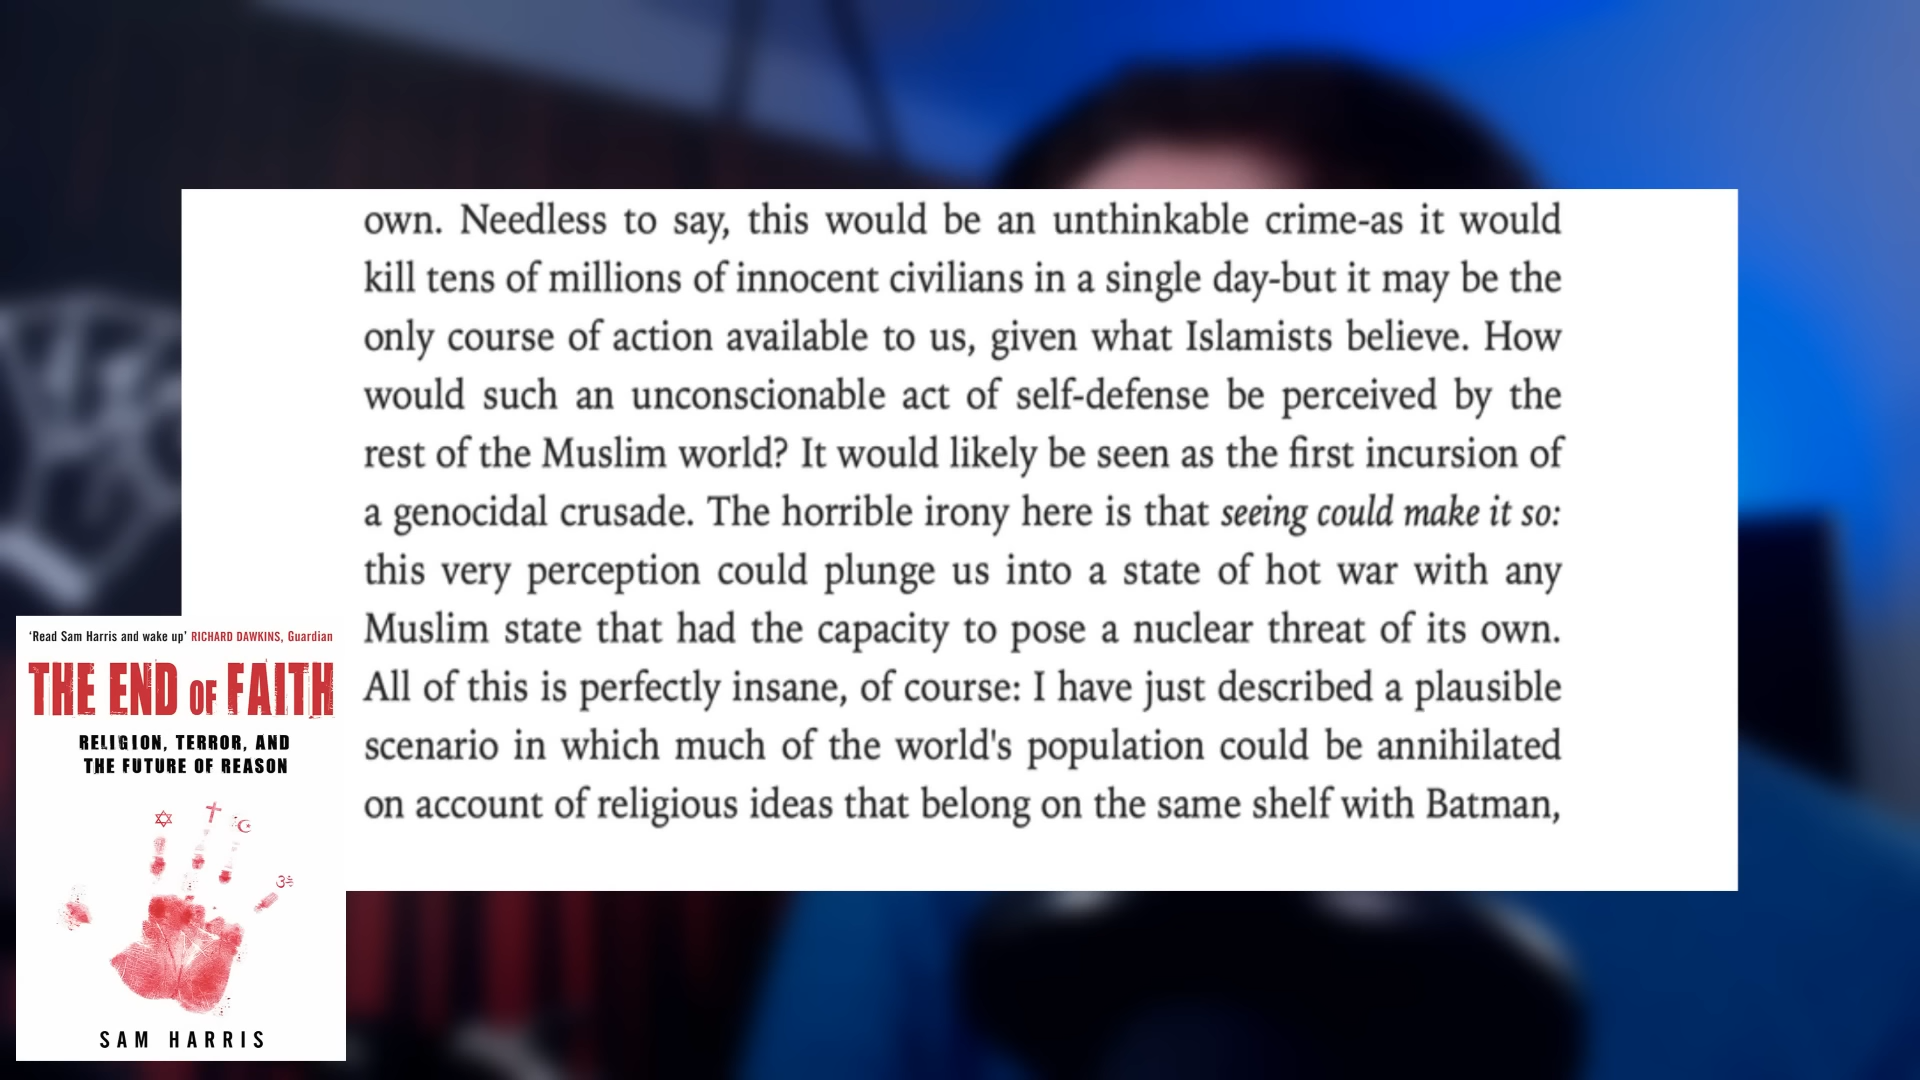 own. Needless to say, this would be an unthinkable crime-as it would
kill tens of millions of innocent civilians in a single day-but it may be the
only course of action available to us, given what Islamists believe. How
would such an unconscionable act of self-defense be perceived by the
rest of the Muslim world? It would likely be seen as the first incursion of
a genocidal crusade. The horrible irony here is that seeing could make it so:
this very perception could plunge us into a state of hot war with any
Muslim state that had the capacity to pose a nuclear threat of its own.
All of this is perfectly insane, of course: I have just described a plausible
scenario in which much of the world's population could be annihilated
on account of religious ideas that belong on the same shelf with Batman,
'Read Sam Harris and wake up' RICHARD DAWKINS, Guardian
THE END OF FAITH
RELIGION, TERROR, AND
THE FUTURE OF REASON
SAM HARRIS